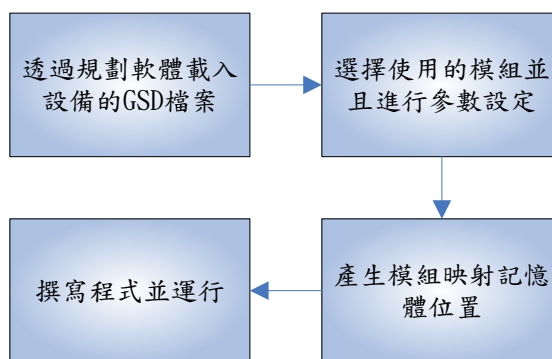 透過規劃軟體載入
設備的GSD檔案
選擇使用的模組並
且進行參數設定
產生模組映射記憶
體位置
撰寫程式並運行